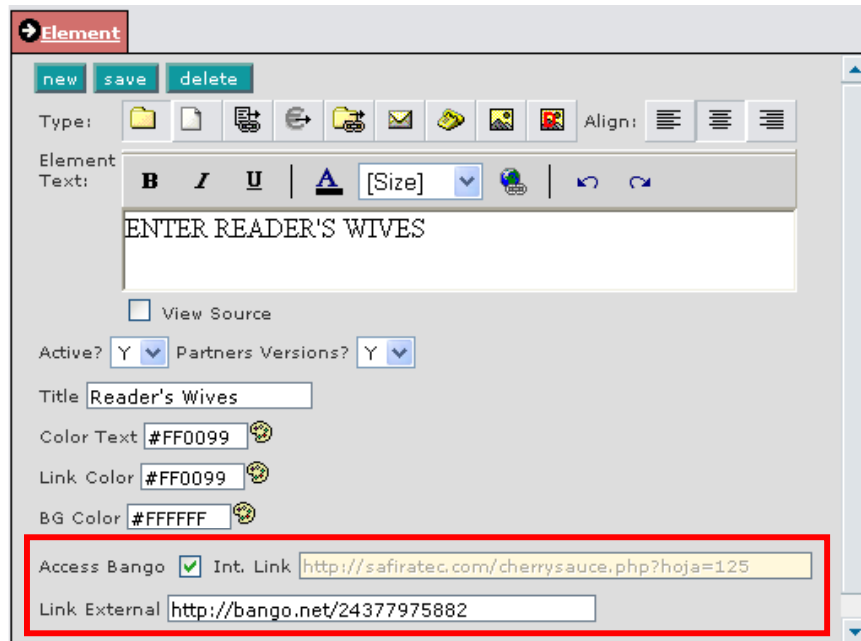 Element
new save delete
Type: Align:
Element
Text: B I U A [Size]
ENTER READER'S WIVES
View Source
Active? Y Partners Versions? Y
Title Reader's Wives
Color Text #FF0099
Link Color #FF0099
BG Color #FFFFFF
Access Bango Int. Link http://safiratec.com/cherrysauce.php?hoja=125
Link External http://bango.net/24377975882